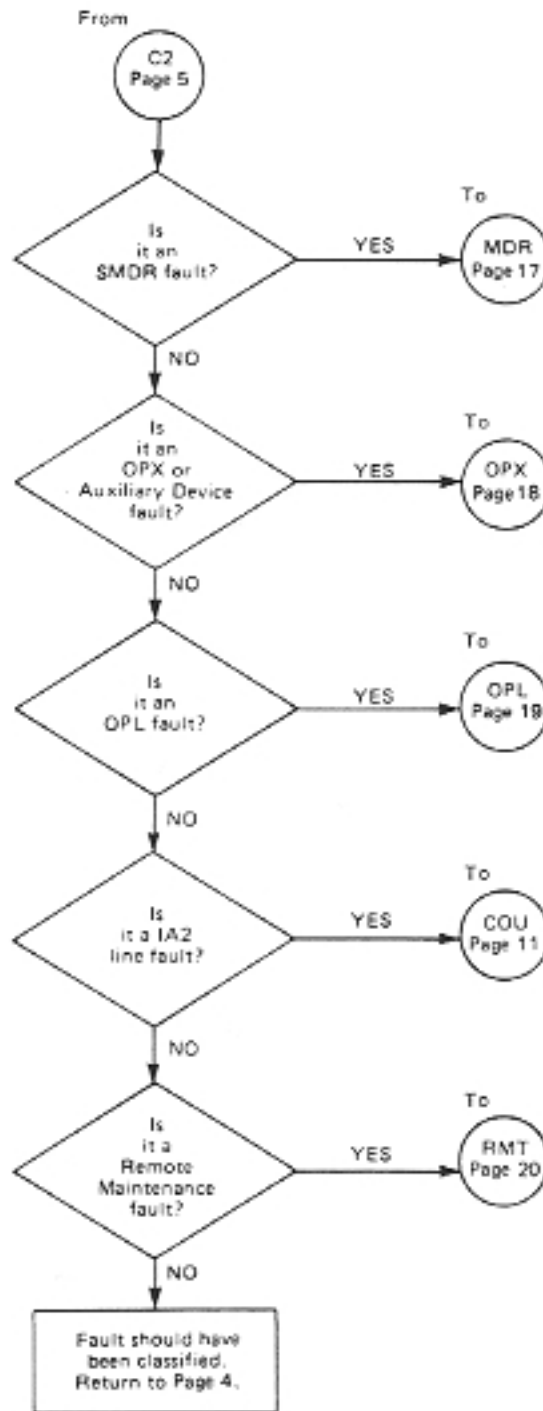 From
C2
Page 5
Is
it an
SMDR fault?
YES
To
MDR
Page 17
NO
Is
it an
OPX or
Auxiliary Device
fault?
YES
To
OPX
Page 18
NO
Is
it an
OPL fault?
YES
To
OPL
Page 19
NO
Is
it a IA2
line fault?
YES
To
COU
Page 11
NO
Is
it a
Remote
Maintenance
fault?
YES
To
RMT
Page 20
NO
Fault should have
been classified.
Return to Page 4.